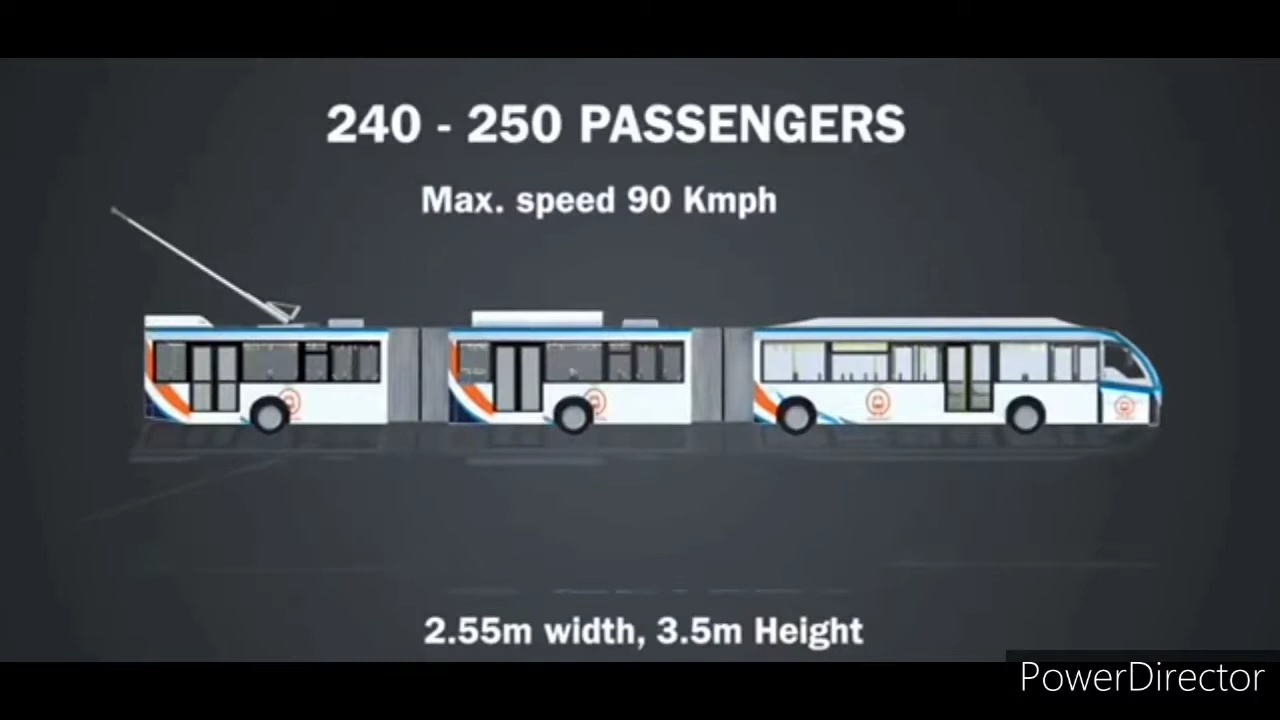 240 - 250 PASSENGERS
Max. speed 90 Kmph
2.55m width, 3.5m Height
PowerDirector